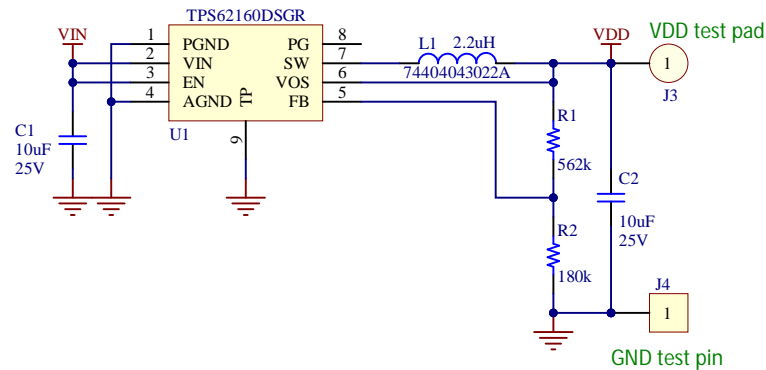 TPS62160DSGR
VIN
1 PGND PG 8
2 VIN SW 7
3 EN VOS 6
4 AGND FB 5
TP
9
U1
C1
10uF
25V
L1 2.2uH
74404043022A
VDD
VDD test pad
1
J3
R1
562k
C2
10uF
25V
R2
180k
J4
1
GND test pin